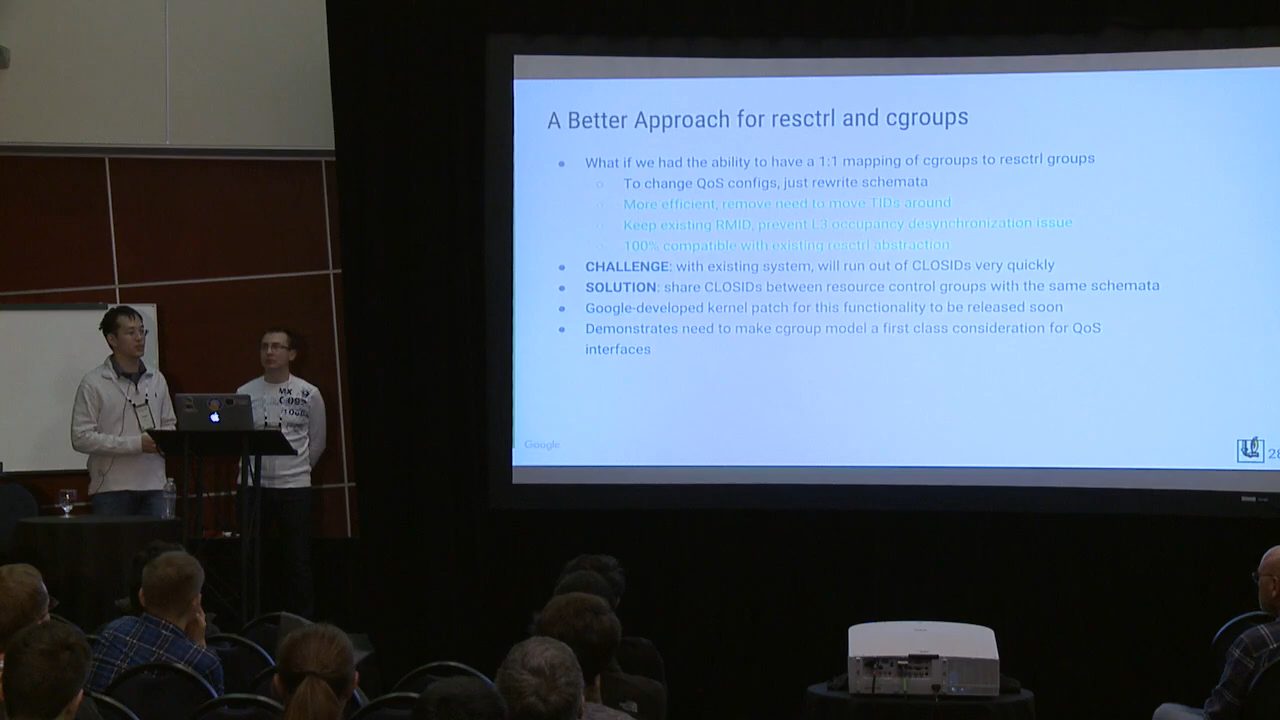 A Better Approach for resctrl and cgroups
What if we had the ability to have a 1:1 mapping of cgroups to resctrl groups
To change QoS configs, just rewrite schemata
More efficient, remove need to move TIDs around
Keep existing RMID, prevent L3 occupancy desynchronization issue
100% compatible with existing resctrl abstraction
CHALLENGE: with existing system, will run out of CLOSIDs very quickly
SOLUTION: share CLOSIDs between resource control groups with the same schemata
Google-developed kernel patch for this functionality to be released soon
Demonstrates need to make cgroup model a first class consideration for QoS
interfaces
Google
28